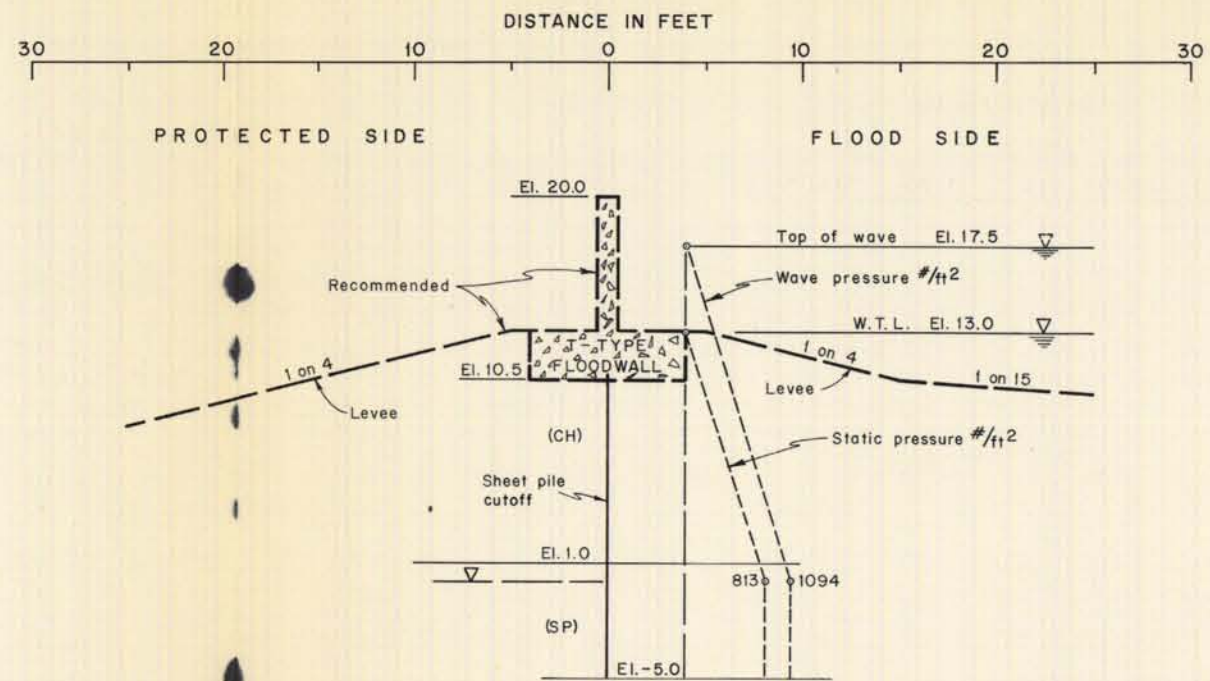 DISTANCE IN FEET
30 20 10 0 10 20 30
PROTECTED SIDE
FLOOD SIDE
El. 20.0
Top of wave El. 17.5
Recommended
Wave pressure #/ft2
W.T.L. El. 13.0
T-TYPE
FLOODWALL
1 on 4
1 on 4
El. 10.5
1 on 15
Levee
Levee
(CH)
Static pressure #/ft2
Sheet pile
cutoff
El. 1.0
813
1094
(SP)
El.-5.0